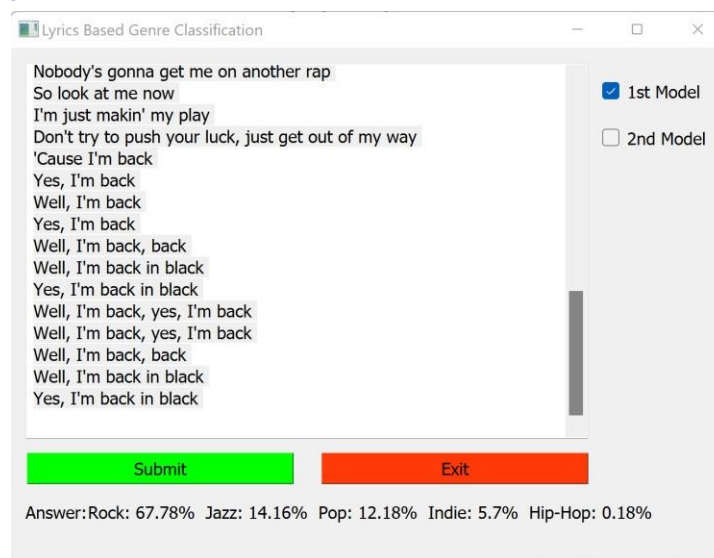 Lyrics Based Genre Classification
Nobody's gonna get me on another rap
So look at me now
I'm just makin' my play
Don't try to push your luck, just get out of my way
'Cause I'm back
Yes, I'm back
Well, I'm back
Yes, I'm back
Well, I'm back, back
Well, I'm back in black
Yes, I'm back in black
Well, I'm back, yes, I'm back
Well, I'm back, yes, I'm back
Well, I'm back, back
Well, I'm back in black
Yes, I'm back in black
1st Model
2nd Model
Submit
Exit
Answer:Rock: 67.78% Jazz: 14.16% Pop: 12.18% Indie: 5.7% Hip-Hop: 0.18%